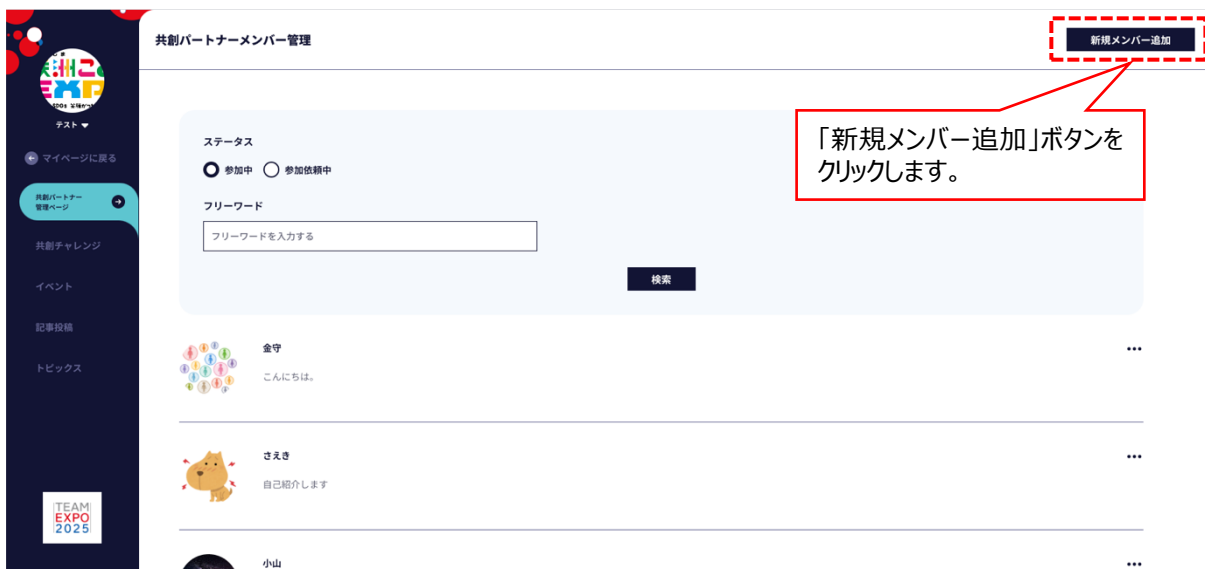 共創パートナーメンバー管理
新規メンバー追加
「新規メンバー追加」ボタンを
クリックします。
テスト
マイページに戻る
共創パートナー
管理ページ
共創チャレンジ
イベント
記事投稿
トピックス
TEAM
EXPO
2025
ステータス
参加中
参加依頼中
フリーワード
フリーワードを入力する
検索
金守
こんにちは。
さえき
自己紹介します
小山